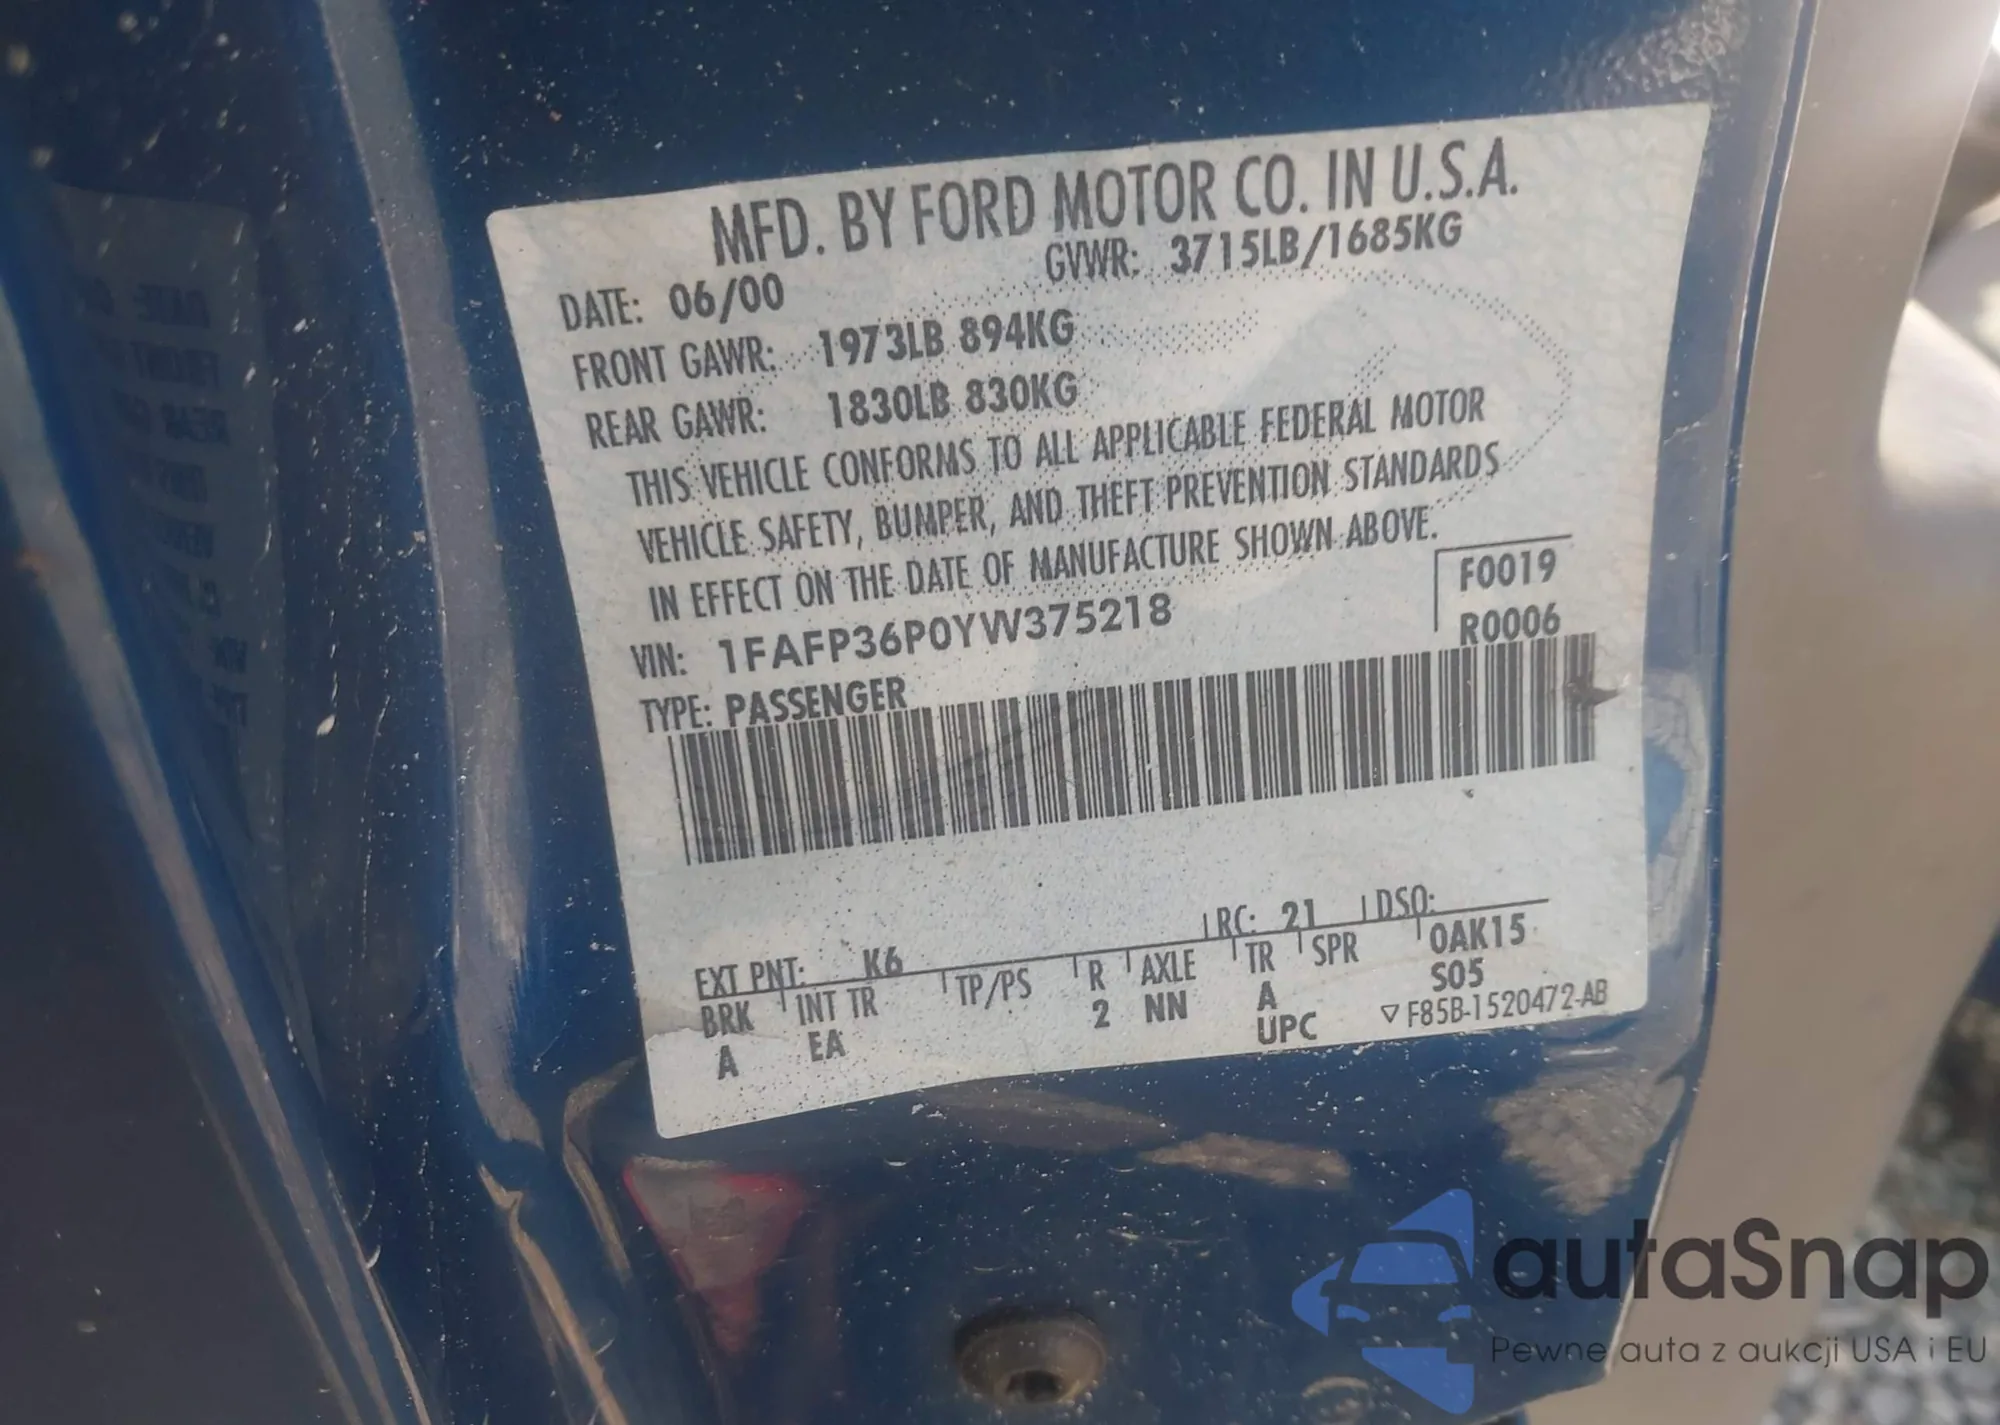 MFD. BY FORD MOTOR CO. IN U.S.A.
DATE: 06/00 GVWR: 3715LB/1685KG
FRONT GAWR: 1973LB 894KG
REAR GAWR: 1830LB 830KG
THIS VEHICLE CONFORMS TO ALL APPLICABLE FEDERAL MOTOR
VEHICLE SAFETY, BUMPER, AND THEFT PREVENTION STANDARDS
IN EFFECT ON THE DATE OF MANUFACTURE SHOWN ABOVE.
F0019
VIN: 1FAFP36P0YW375218 R0006
TYPE: PASSENGER
EXT PNT: K6 RC: 21 DSO:
BRK INT TR TP/PS R AXLE TR SPR 0AK15
A EA 2 NN A S05
UPC ▽ F85B-1520472-AB
autaSnap
Pewne auta z aukcji USA i EU